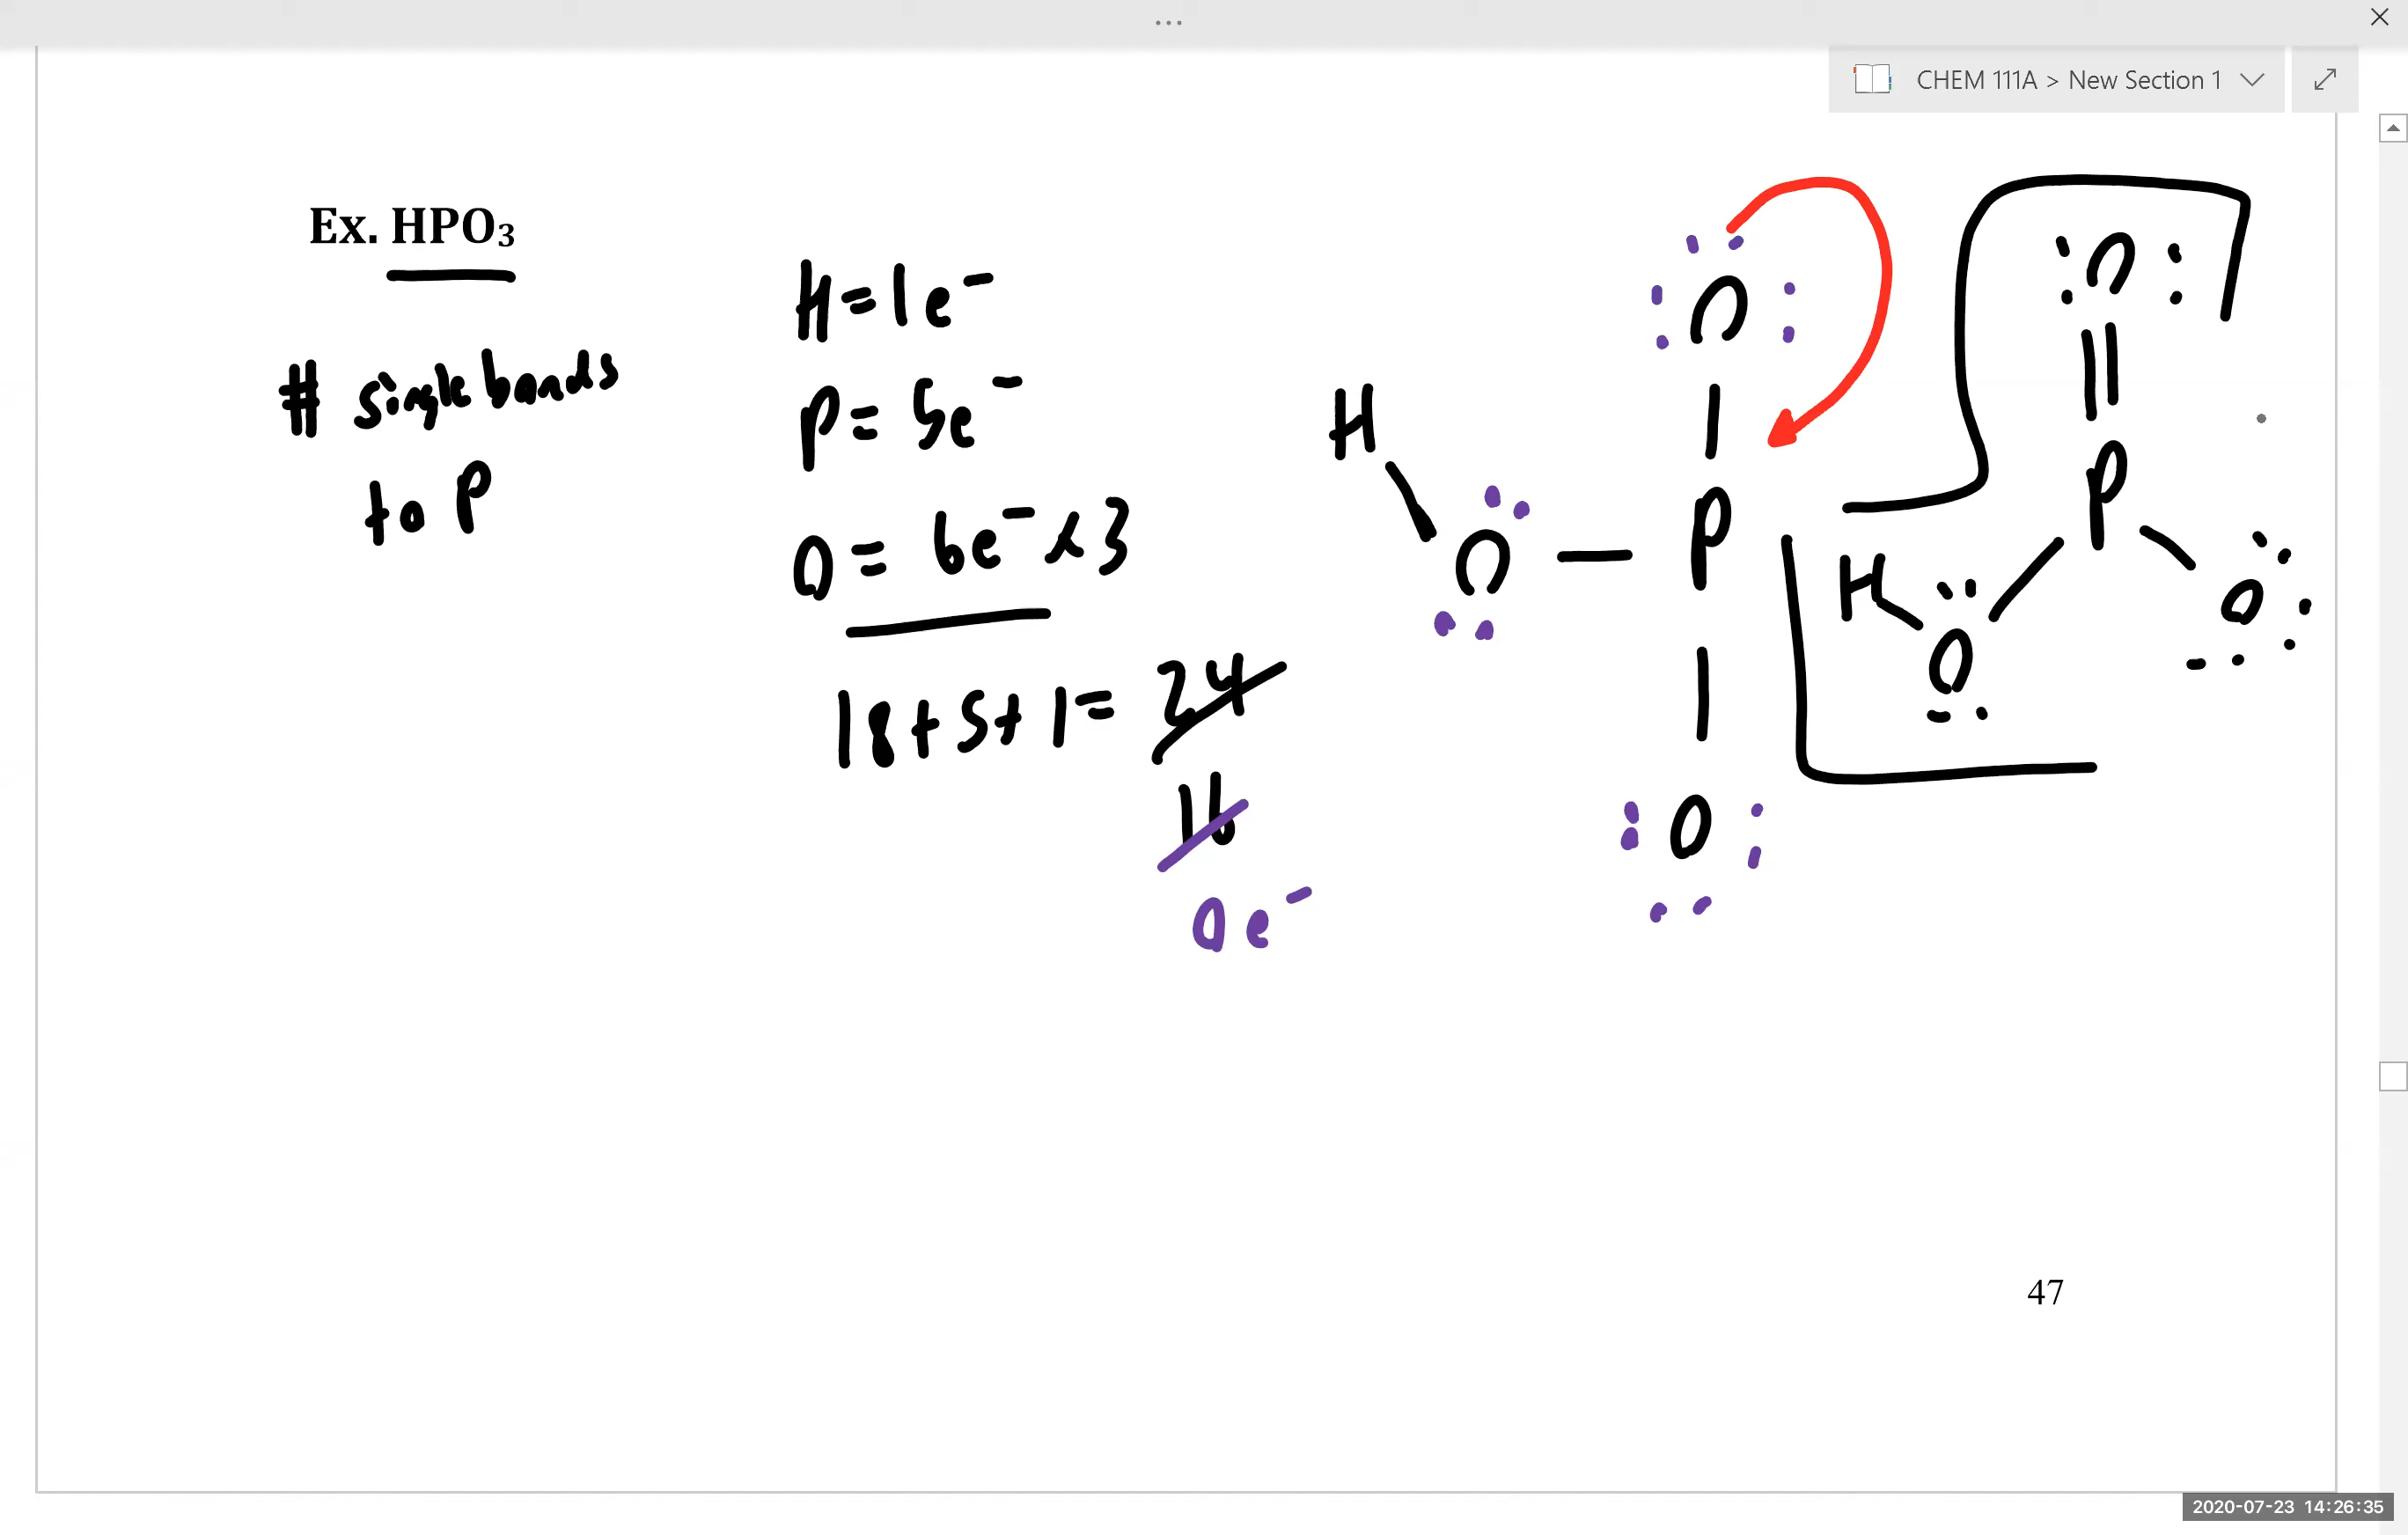 CHEM 111A > New Section 1
Ex. HPO₃
# single bonds
to P
H = 1e⁻
P = 5e⁻
O = 6e⁻ x 3
18 + 5 + 1 = 24
16
0e⁻
O
H
O — P
O
O
P
H
O
O
47
2020-07-23 14:26:35